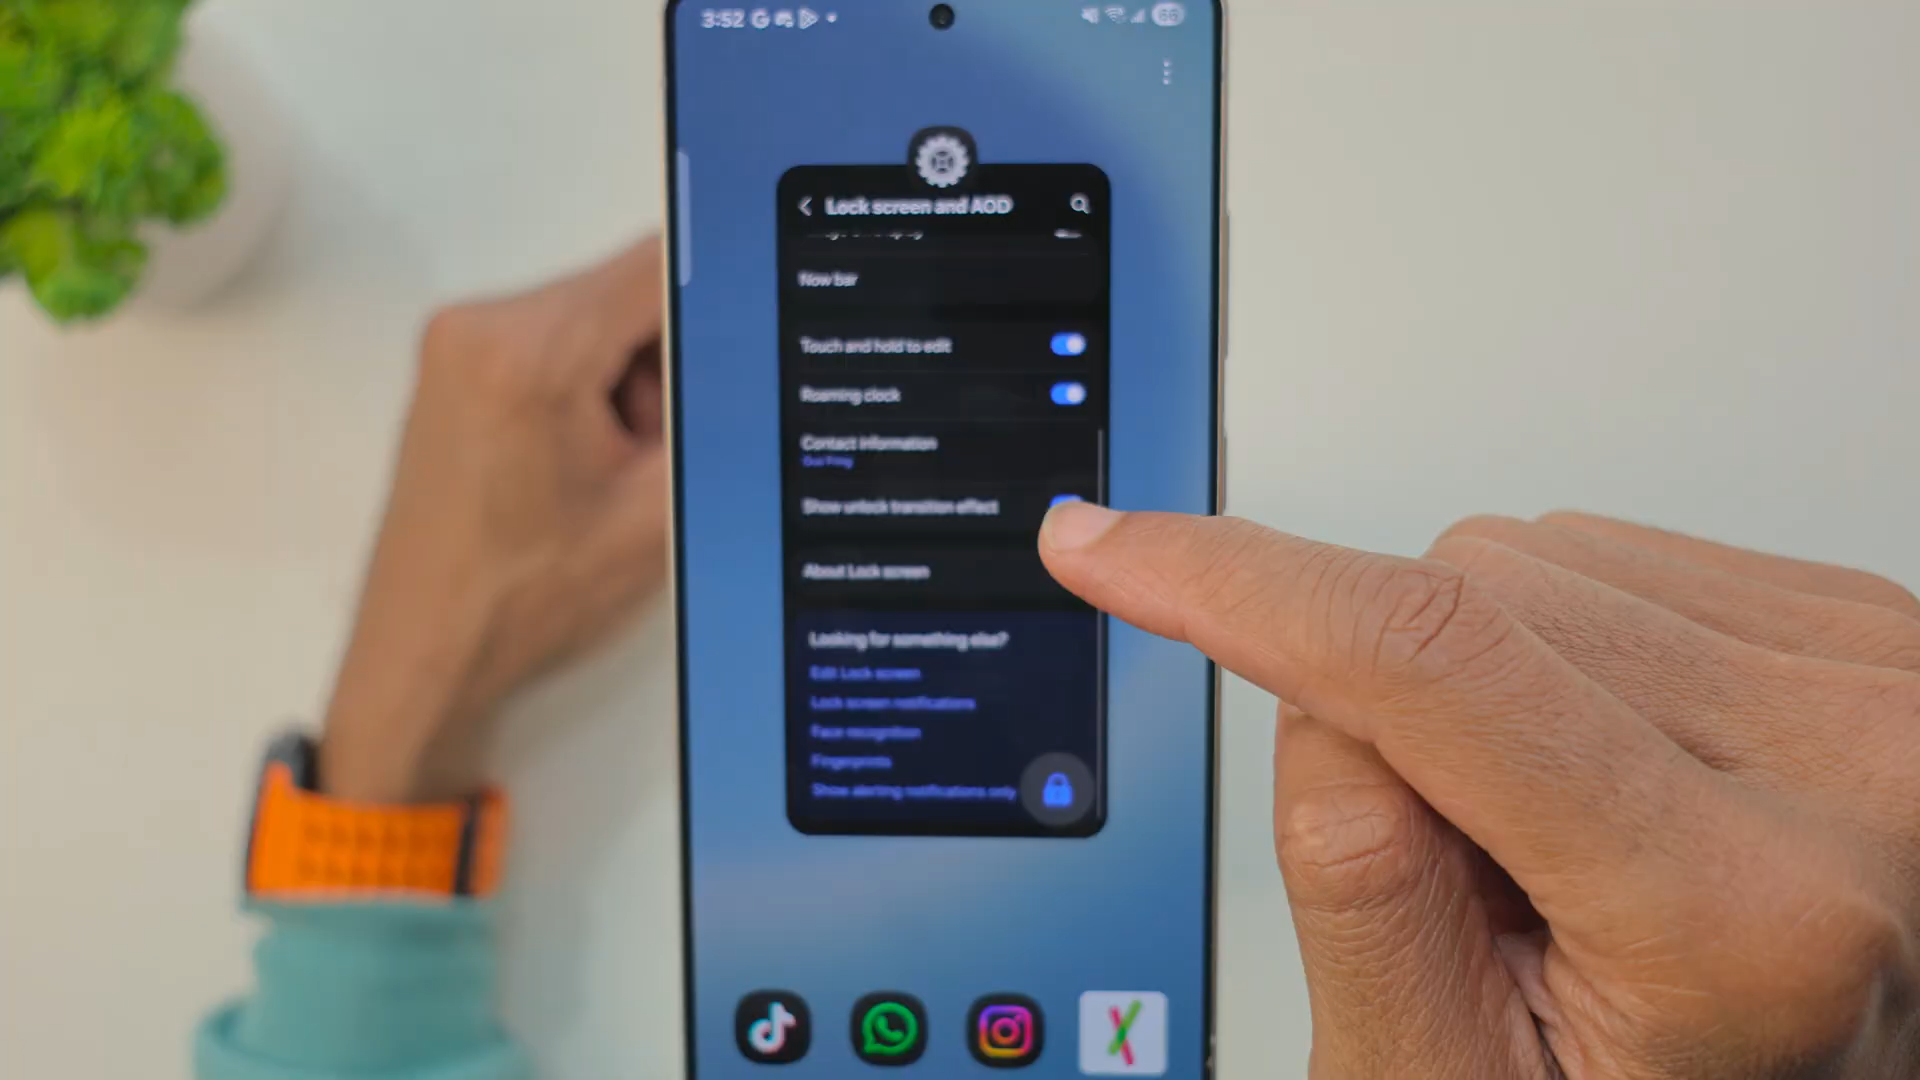 3:52
66
Lock screen and AOD
Now bar
Touch and hold to edit
Roaming clock
Contact information
Show unlock transition effect
About Lock screen
Looking for something else?
Edit Lock screen
Lock screen notifications
Face recognition
Fingerprints
Show alerting notifications only